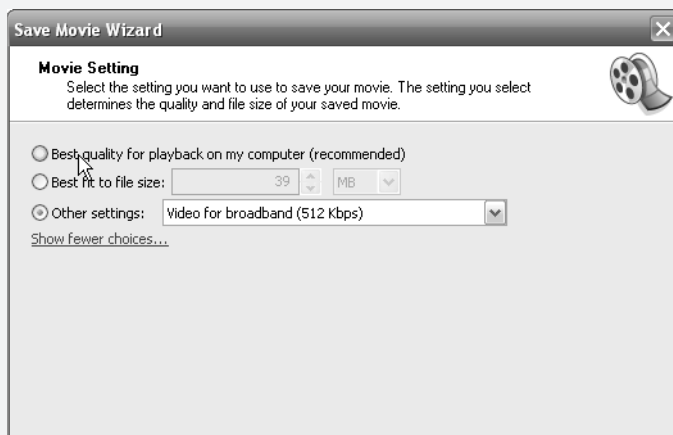 Save Movie Wizard
Movie Setting
Select the setting you want to use to save your movie. The setting you select
determines the quality and file size of your saved movie.
Best quality for playback on my computer (recommended)
Best fit to file size: 39 MB
Other settings: Video for broadband (512 Kbps)
Show fewer choices...